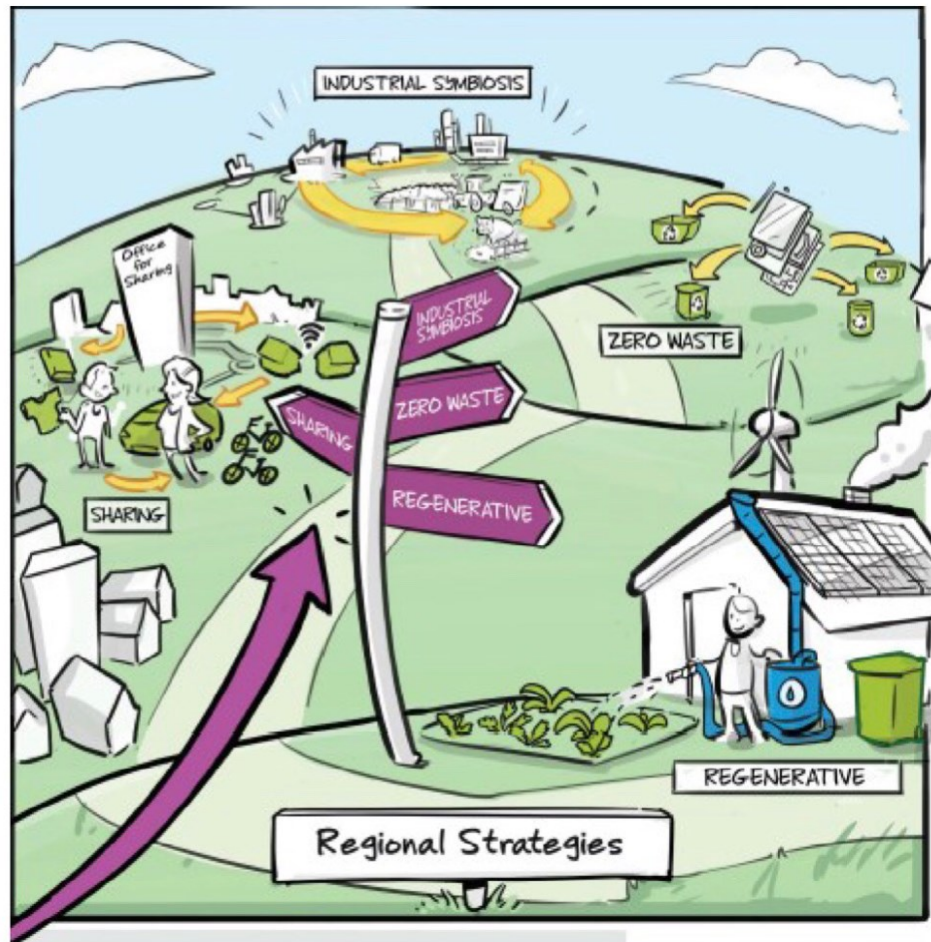 INDUSTRIAL SYMBIOSIS
Office
for
Sharing
INDUSTRIAL
SYMBIOSIS
ZERO WASTE
ZERO WASTE
SHARING
REGENERATIVE
SHARING
REGENERATIVE
Regional Strategies